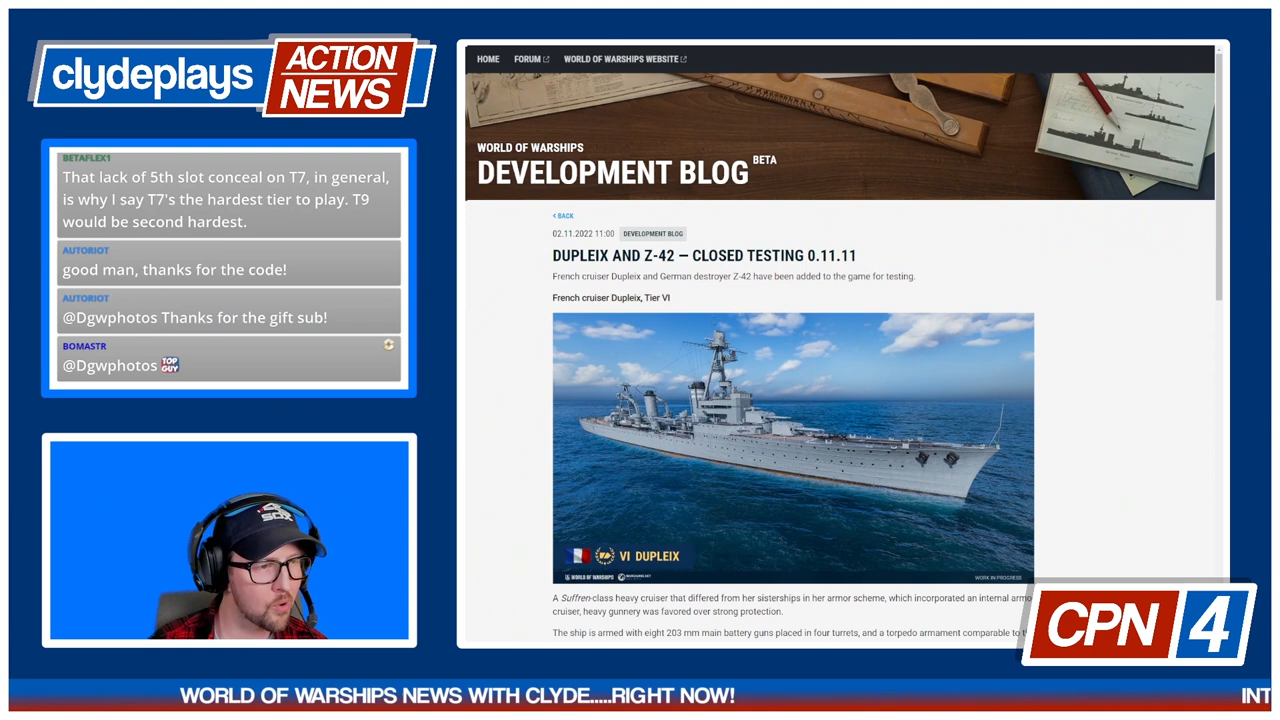 clydeplays
ACTION
NEWS
BETAFLEX1
That lack of 5th slot conceal on T7, in general,
is why I say T7's the hardest tier to play. T9
would be second hardest.
AUTORIOT
good man, thanks for the code!
AUTORIOT
@Dgwphotos Thanks for the gift sub!
BOMASTR
@Dgwphotos TOP
GUY
SOX
HOME FORUM WORLD OF WARSHIPS WEBSITE
WORLD OF WARSHIPS
DEVELOPMENT BLOG BETA
< BACK
02.11.2022 11:00 DEVELOPMENT BLOG
DUPLEIX AND Z-42 — CLOSED TESTING 0.11.11
French cruiser Dupleix and German destroyer Z-42 have been added to the game for testing.
French cruiser Dupleix, Tier VI
VI DUPLEIX
WORLD OF WARSHIPS WARGAMING.NET WORK IN PROGRESS
A Suffren-class heavy cruiser that differed from her sisterships in her armor scheme, which incorporated an internal armo
cruiser, heavy gunnery was favored over strong protection.
The ship is armed with eight 203 mm main battery guns placed in four turrets, and a torpedo armament comparable to t
CPN 4
WORLD OF WARSHIPS NEWS WITH CLYDE.....RIGHT NOW! INT